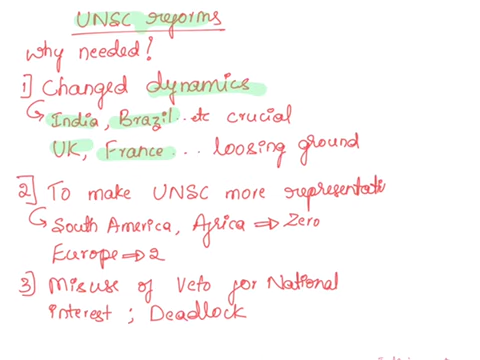 UNSC reforms
Why needed?
1] Changed dynamics
India, Brazil.. etc crucial
UK, France ... loosing ground
2] To make UNSC more representati
South America, Africa ⇒ Zero
Europe ⇒ 2
3] Misuse of Veto for National
interest ; Deadlock